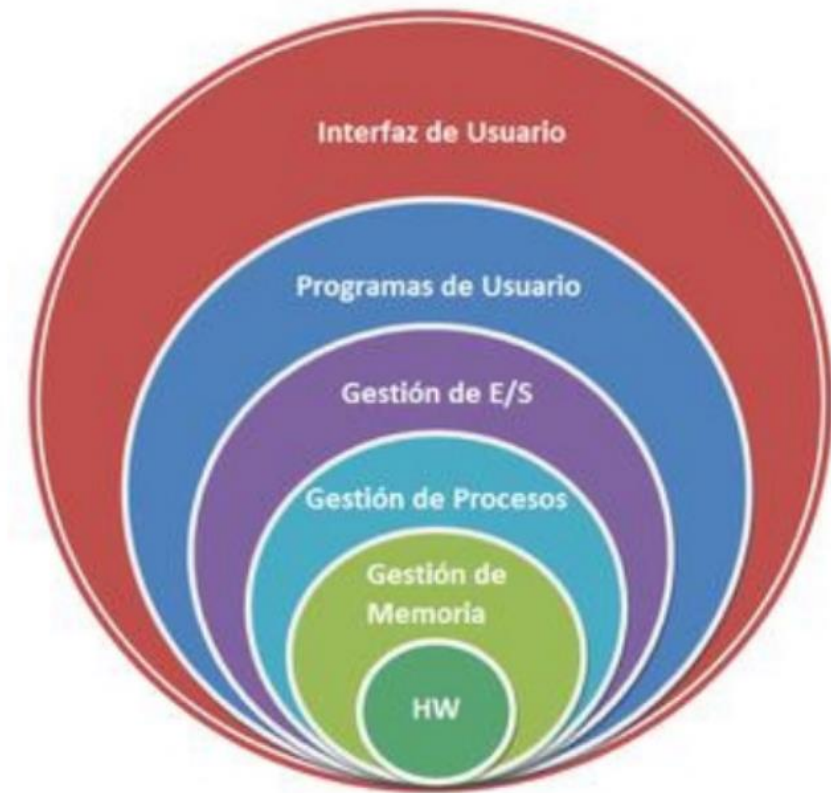 Interfaz de Usuario
Programas de Usuario
Gestión de E/S
Gestión de Procesos
Gestión de
Memoria
HW